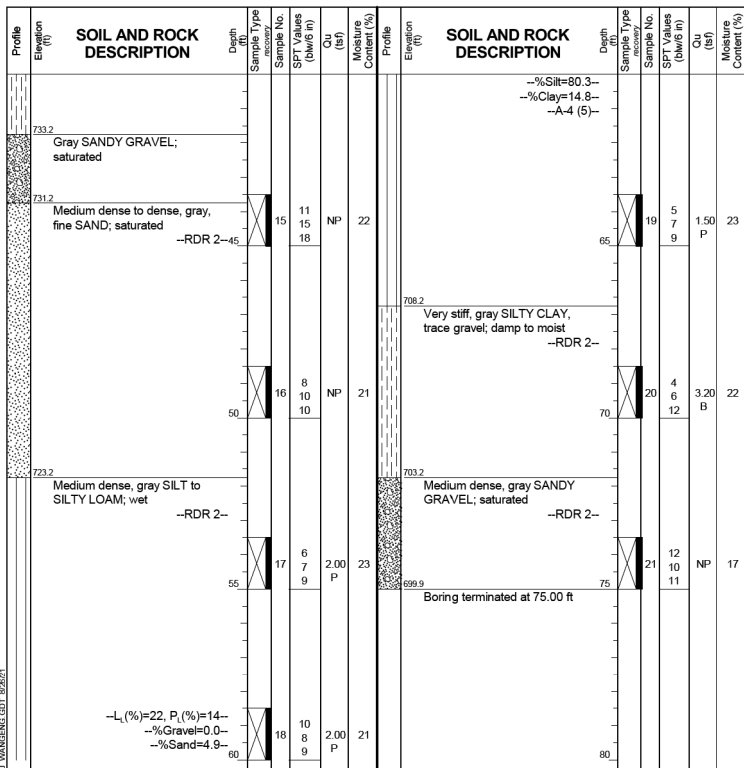 Profile
Elevation (ft)
SOIL AND ROCK DESCRIPTION
Depth (ft)
Sample Type recovery
Sample No.
SPT Values (blw/6 in)
Qu (tsf)
Moisture Content (%)
733.2
Gray SANDY GRAVEL;
saturated
731.2
Medium dense to dense, gray,
fine SAND; saturated
--RDR 2--
45
15
11
15
18
NP
22
16
8
10
10
NP
21
50
723.2
Medium dense, gray SILT to
SILTY LOAM; wet
--RDR 2--
17
6
7
9
2.00
P
23
55
--L_L(%)=22, P_L(%)=14--
--%Gravel=0.0--
--%Sand=4.9--
60
18
10
8
9
2.00
P
21
WANGENG.GDT 8/26/21
Profile
Elevation (ft)
SOIL AND ROCK DESCRIPTION
Depth (ft)
Sample Type recovery
Sample No.
SPT Values (blw/6 in)
Qu (tsf)
Moisture Content (%)
--%Silt=80.3--
--%Clay=14.8--
--A-4 (5)--
19
5
7
9
1.50
P
23
65
708.2
Very stiff, gray SILTY CLAY,
trace gravel; damp to moist
--RDR 2--
20
4
6
12
3.20
B
22
70
703.2
Medium dense, gray SANDY
GRAVEL; saturated
--RDR 2--
21
12
10
11
NP
17
699.9
75
Boring terminated at 75.00 ft
80